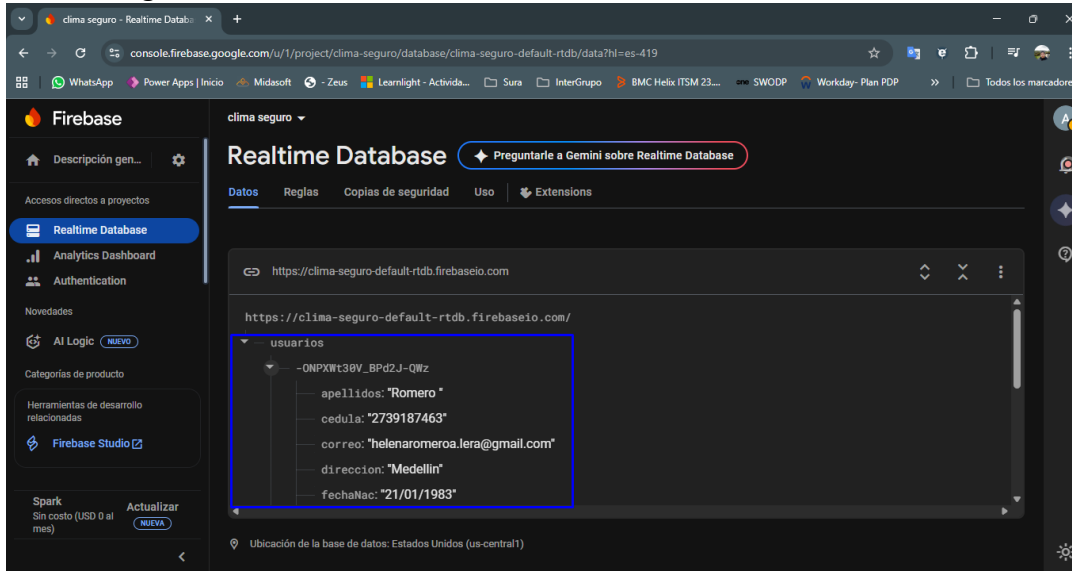 clima seguro - Realtime Databa
console.firebase.google.com/u/1/project/clima-seguro/database/clima-seguro-default-rtdb/data?hl=es-419
WhatsApp Power Apps | Inicio Midasoft - Zeus Learnlight - Activida... Sura InterGrupo BMC Helix ITSM 23.... one SWODP Workday- Plan PDP » Todos los marcadore
Firebase
Descripción gen...
Accesos directos a proyectos
Realtime Database
Analytics Dashboard
Authentication
Novedades
AI Logic NUEVO
Categorías de producto
Herramientas de desarrollo
relacionadas
Firebase Studio
Spark
Sin costo (USD 0 al
mes)
Actualizar
NUEVA
clima seguro
Realtime Database Preguntarle a Gemini sobre Realtime Database
Datos Reglas Copias de seguridad Uso Extensions
https://clima-seguro-default-rtdb.firebaseio.com
https://clima-seguro-default-rtdb.firebaseio.com/
usuarios
-ONPXWt30V_BPd2J-QWz
apellidos: "Romero "
cedula: "2739187463"
correo: "helenaromeroa.lera@gmail.com"
direccion: "Medellin"
fechaNac: "21/01/1983"
Ubicación de la base de datos: Estados Unidos (us-central1)